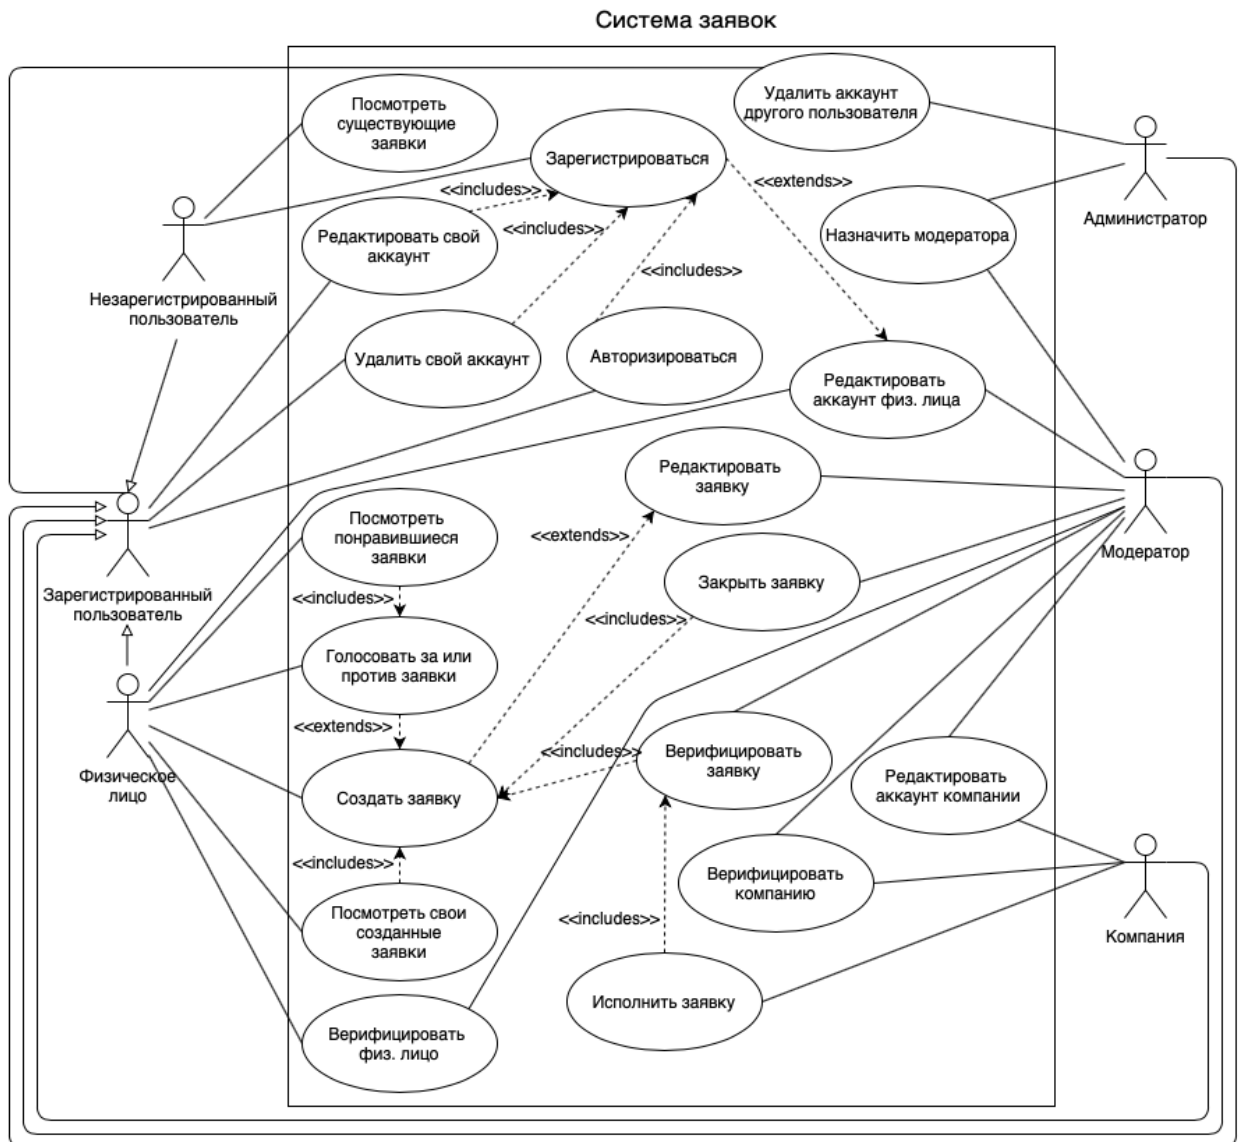 Система заявок
Посмотреть
существующие
заявки
Удалить аккаунт
другого пользователя
Зарегистрироваться
<<extends>>
<<includes>>
Администратор
Редактировать свой
аккаунт
<<includes>>
Назначить модератора
<<includes>>
Незарегистрированный
пользователь
Удалить свой аккаунт
Авторизироваться
Редактировать
аккаунт физ. лица
Редактировать
заявку
Посмотреть
понравившиеся
заявки
<<extends>>
Модератор
Закрыть заявку
Зарегистрированный
пользователь
<<includes>>
<<includes>>
Голосовать за или
против заявки
<<extends>>
<<includes>>
Верифицировать
заявку
Физическое
лицо
Создать заявку
Редактировать
аккаунт компании
<<includes>>
Верифицировать
компанию
Посмотреть свои
созданные
заявки
<<includes>>
Компания
Исполнить заявку
Верифицировать
физ. лицо